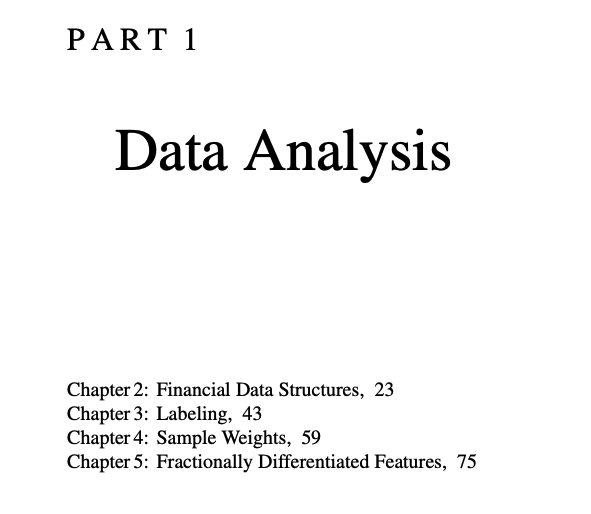 PART 1
Data Analysis
Chapter 2: Financial Data Structures, 23
Chapter 3: Labeling, 43
Chapter 4: Sample Weights, 59
Chapter 5: Fractionally Differentiated Features, 75